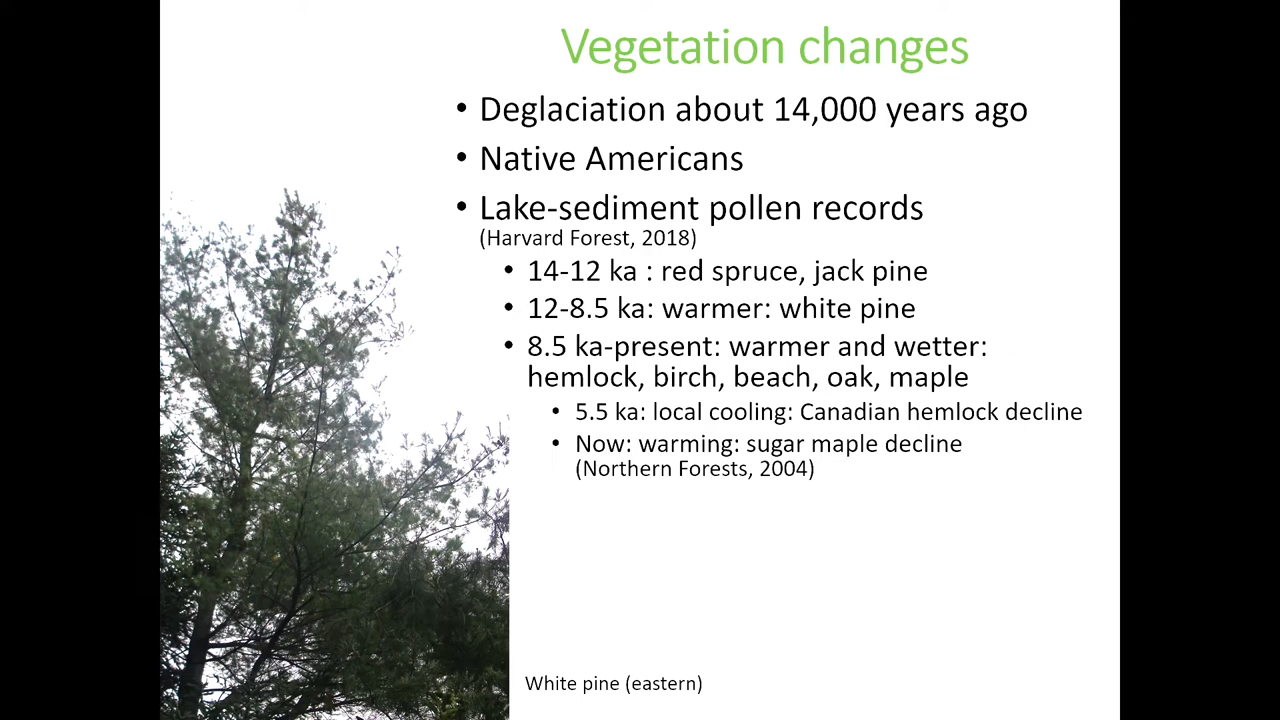 Vegetation changes
• Deglaciation about 14,000 years ago
• Native Americans
• Lake-sediment pollen records
(Harvard Forest, 2018)
• 14-12 ka : red spruce, jack pine
• 12-8.5 ka: warmer: white pine
• 8.5 ka-present: warmer and wetter:
hemlock, birch, beach, oak, maple
• 5.5 ka: local cooling: Canadian hemlock decline
• Now: warming: sugar maple decline
(Northern Forests, 2004)
White pine (eastern)